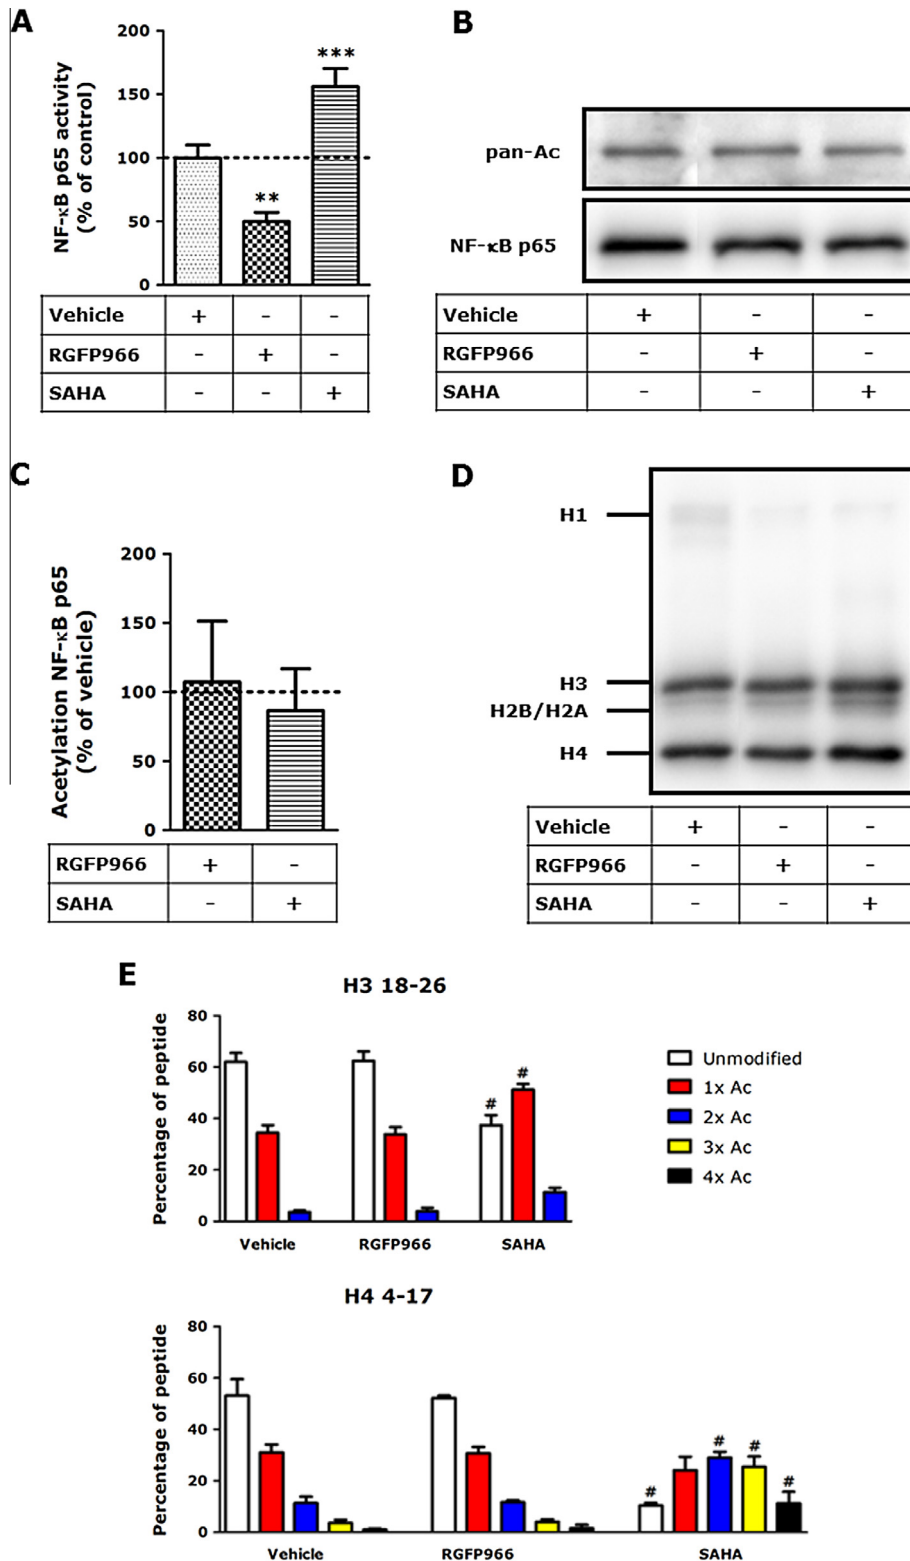 A
NF-κB p65 activity
(% of control)
200
150
100
50
0
**
***
Vehicle + - -
RGFP966 - + -
SAHA - - +
B
pan-Ac
NF-κB p65
Vehicle + - -
RGFP966 - + -
SAHA - - +
C
Acetylation NF-κB p65
(% of vehicle)
200
150
100
50
0
RGFP966 + -
SAHA - +
D
H1
H3
H2B/H2A
H4
Vehicle + - -
RGFP966 - + -
SAHA - - +
E
H3 18-26
Percentage of peptide
80
60
40
20
0
# #
Vehicle RGFP966 SAHA
Unmodified
1x Ac
2x Ac
3x Ac
4x Ac
H4 4-17
Percentage of peptide
80
60
40
20
0
# # # #
Vehicle RGFP966 SAHA